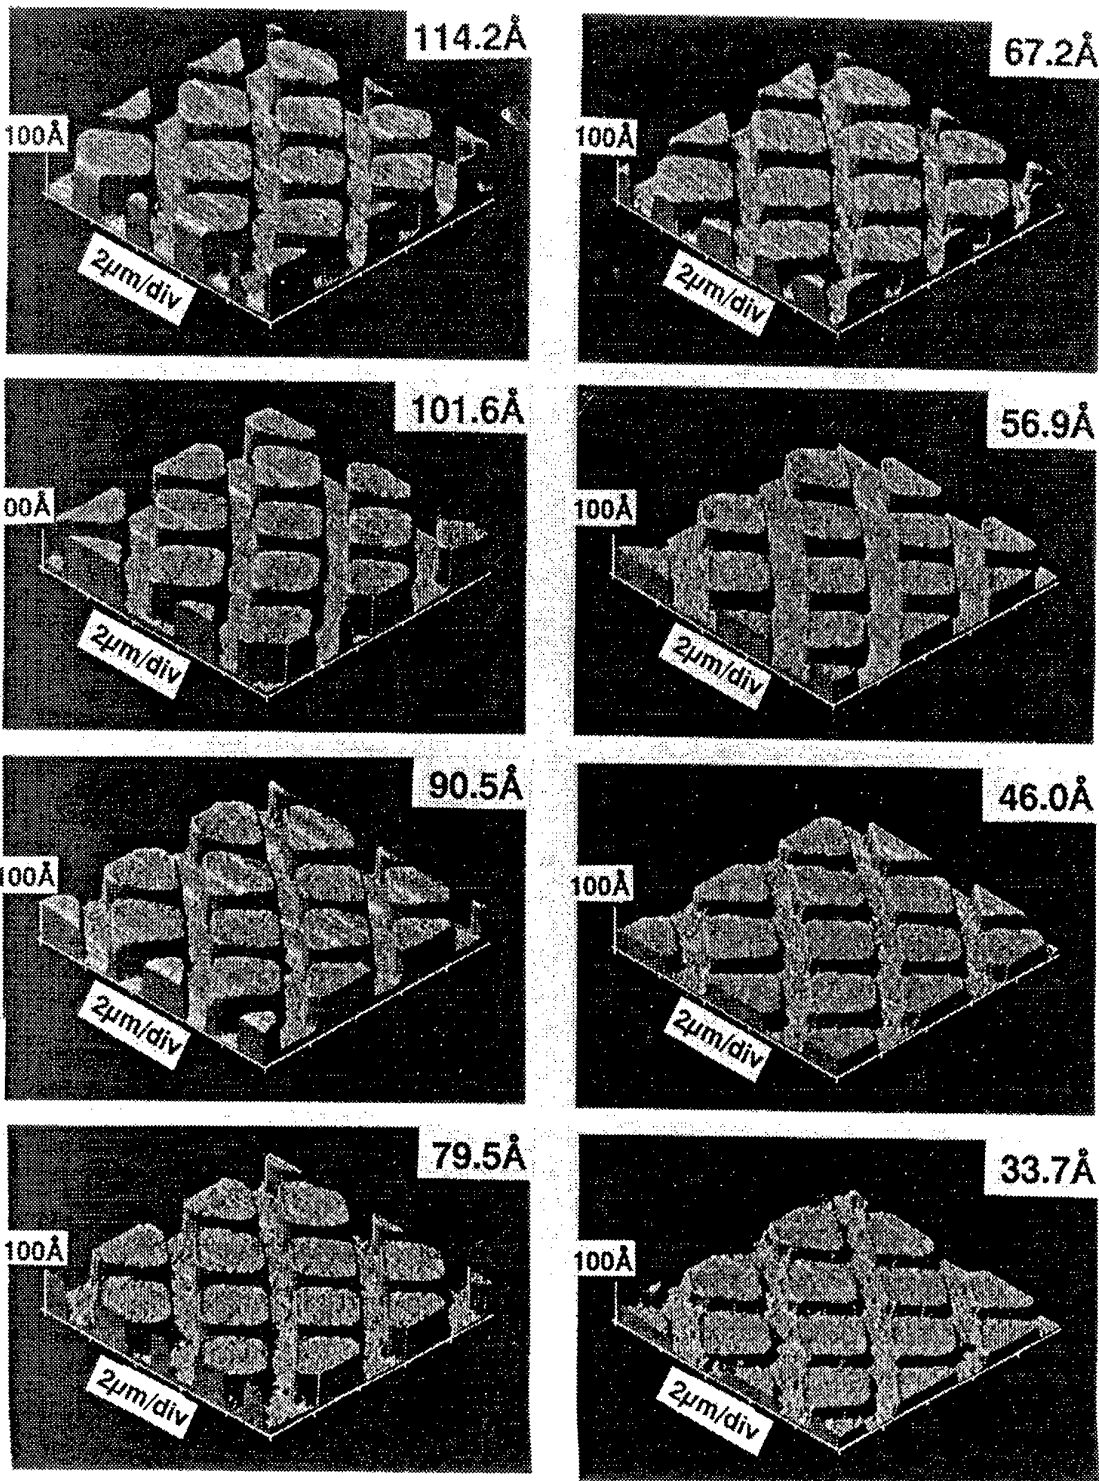 114.2Å
100Å
2µm/div
67.2Å
100Å
2µm/div
101.6Å
00Å
2µm/div
56.9Å
100Å
2µm/div
90.5Å
100Å
2µm/div
46.0Å
100Å
2µm/div
79.5Å
100Å
2µm/div
33.7Å
100Å
2µm/div